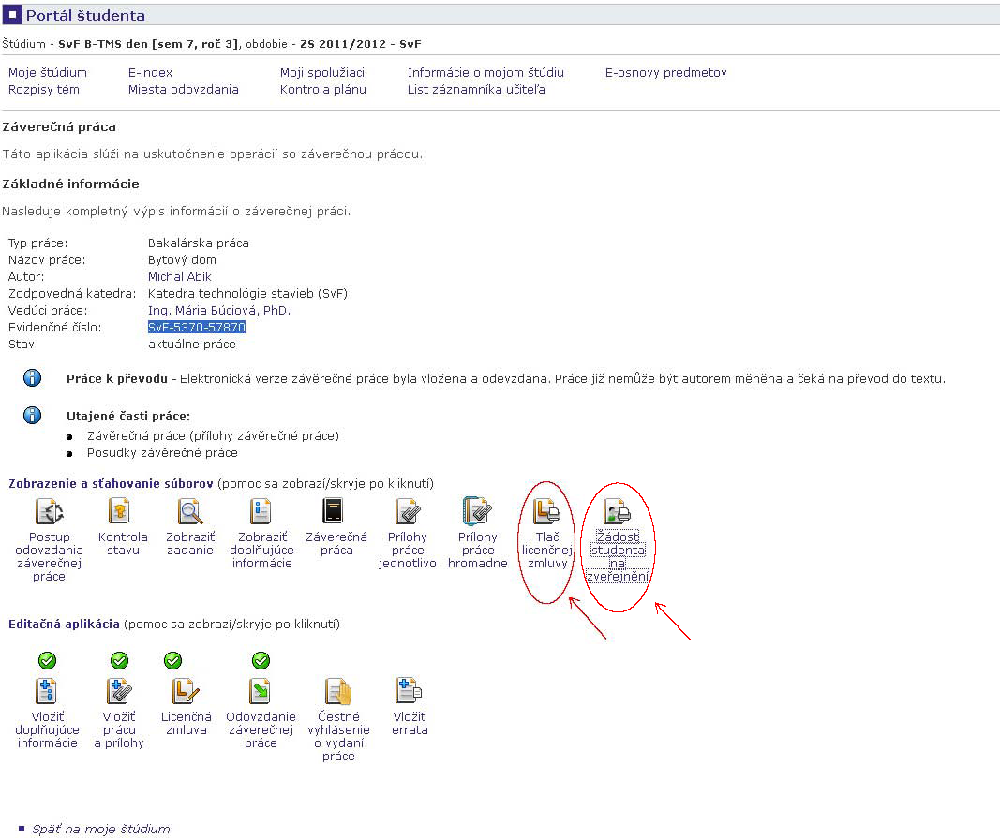 Portál študenta
Štúdium - SvF B-TMS den [sem 7, roč 3], obdobie - ZS 2011/2012 - SvF
Moje štúdium E-index Moji spolužiaci Informácie o mojom štúdiu E-osnovy predmetov
Rozpisy tém Miesta odovzdania Kontrola plánu List záznamníka učiteľa
Záverečná práca
Táto aplikácia slúži na uskutočnenie operácií so záverečnou prácou.
Základné informácie
Nasleduje kompletný výpis informácií o záverečnej práci.
Typ práce: Bakalárska práca
Názov práce: Bytový dom
Autor: Michal Abík
Zodpovedná katedra: Katedra technológie stavieb (SvF)
Vedúci práce: Ing. Mária Búciová, PhD.
Evidenčné číslo: SvF-5370-57870
Stav: aktuálne práce
Práce k převodu - Elektronická verze závěrečné práce byla vložena a odevzdána. Práce již nemůže být autorem měněna a čeká na převod do textu.
Utajené časti práce:
Závěrečná práce (přílohy závěrečné práce)
Posudky závěrečné práce
Zobrazenie a sťahovanie súborov (pomoc sa zobrazí/skryje po kliknutí)
Postup Kontrola Zobraziť Zobraziť Záverečná Prílohy Prílohy Tlač Žádost
odovzdania stavu zadanie doplňujúce práca práce práce licenčnej studenta
záverečnej informácie jednotlivo hromadne zmluvy na
práce zveřejnění
Editačná aplikácia (pomoc sa zobrazí/skryje po kliknutí)
Vložiť Vložiť Licenčná Odovzdanie Čestné Vložiť
doplňujúce prácu zmluva záverečnej vyhlásenie errata
informácie a prílohy práce o vydaní
práce
Späť na moje štúdium